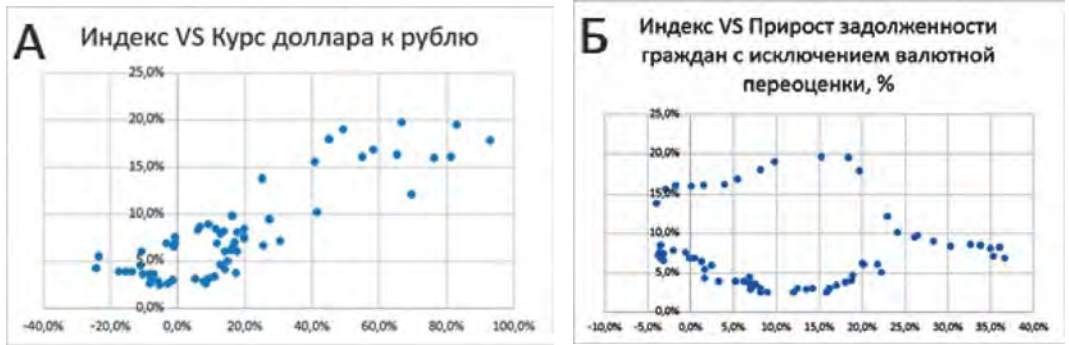 А
Индекс VS Курс доллара к рублю
25,0%
20,0%
15,0%
10,0%
5,0%
0,0%
-40,0% -20,0% 0,0% 20,0% 40,0% 60,0% 80,0% 100,0%
Б
Индекс VS Прирост задолженности
граждан с исключением валютной
переоценки, %
25,0%
20,0%
15,0%
10,0%
5,0%
0,0%
-10,0% -5,0% 0,0% 5,0% 10,0% 15,0% 20,0% 25,0% 30,0% 35,0% 40,0%